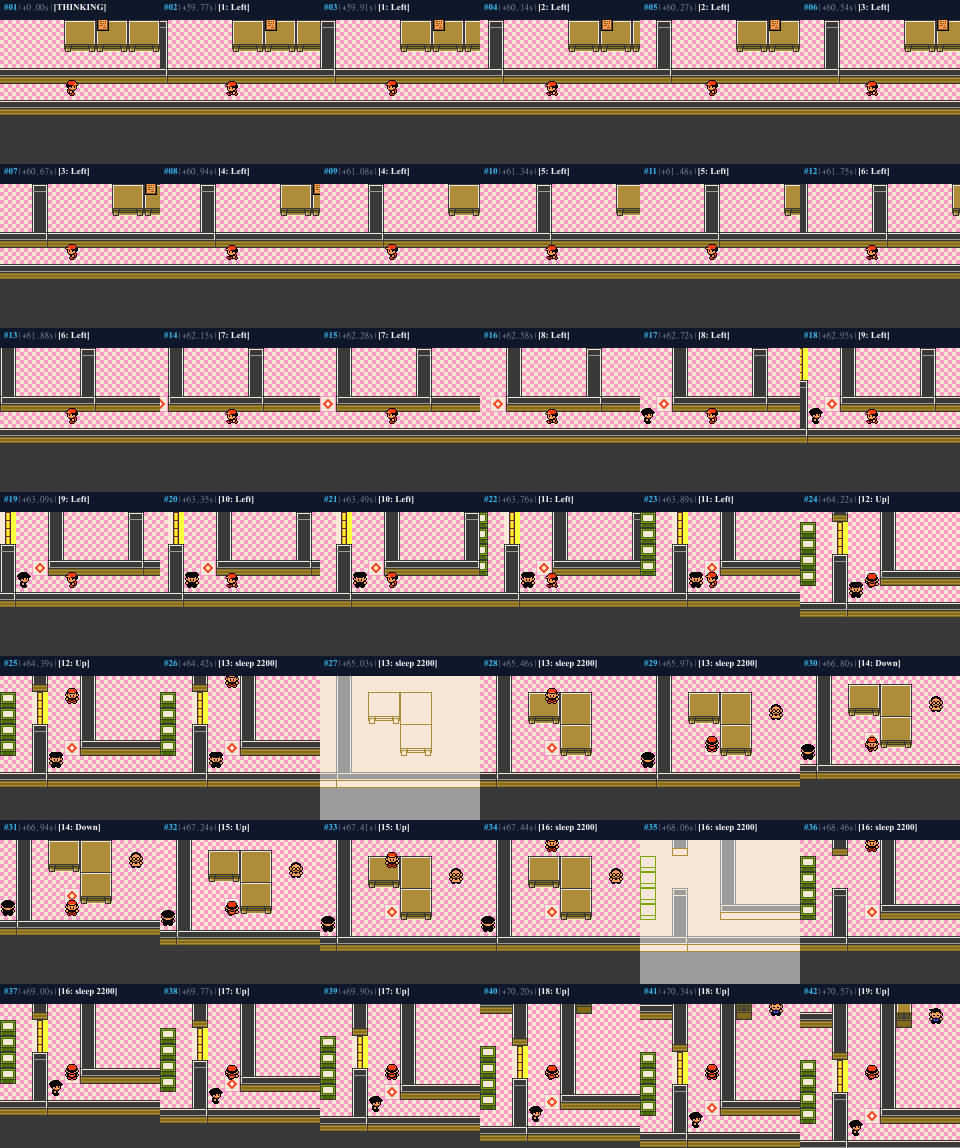 #01|+0.00s|[THINKING] #02|+59.77s|[1: Left] #03|+59.91s|[1: Left] #04|+60.14s|[2: Left] #05|+60.27s|[2: Left] #06|+60.54s|[3: Left]
#07|+60.67s|[3: Left] #08|+60.94s|[4: Left] #09|+61.08s|[4: Left] #10|+61.34s|[5: Left] #11|+61.48s|[5: Left] #12|+61.75s|[6: Left]
#13|+61.88s|[6: Left] #14|+62.15s|[7: Left] #15|+62.28s|[7: Left] #16|+62.58s|[8: Left] #17|+62.72s|[8: Left] #18|+62.95s|[9: Left]
#19|+63.09s|[9: Left] #20|+63.35s|[10: Left] #21|+63.49s|[10: Left] #22|+63.76s|[11: Left] #23|+63.89s|[11: Left] #24|+64.22s|[12: Up]
#25|+64.39s|[12: Up] #26|+64.42s|[13: sleep 2200] #27|+65.03s|[13: sleep 2200] #28|+65.46s|[13: sleep 2200] #29|+65.97s|[13: sleep 2200] #30|+66.80s|[14: Down]
#31|+66.94s|[14: Down] #32|+67.24s|[15: Up] #33|+67.41s|[15: Up] #34|+67.44s|[16: sleep 2200] #35|+68.06s|[16: sleep 2200] #36|+68.46s|[16: sleep 2200]
#37|+69.00s|[16: sleep 2200] #38|+69.77s|[17: Up] #39|+69.90s|[17: Up] #40|+70.20s|[18: Up] #41|+70.34s|[18: Up] #42|+70.57s|[19: Up]